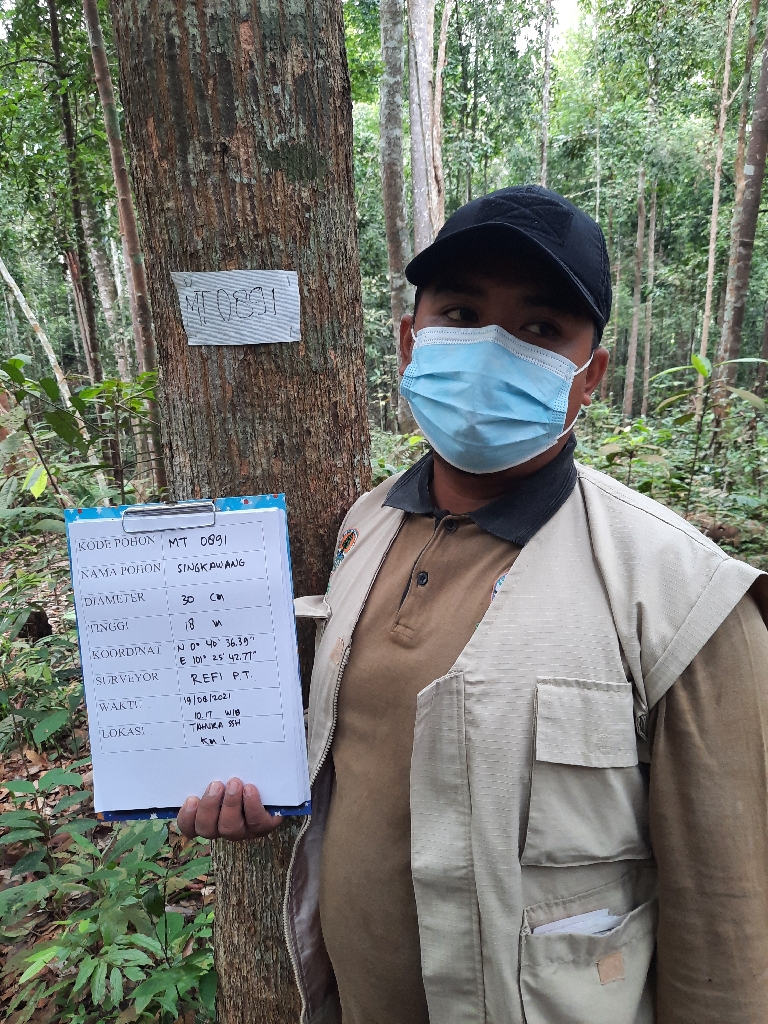 MT 0891
KODE POHON MT 0891
NAMA POHON SINGKAWANG
DIAMETER 30 cm
TINGGI 18 m
KOORDINAT N 0° 40' 36.39"
E 101° 25' 42.77"
SURVEYOR REFI P.T.
WAKTU 19/08/2021
10.17 WIB
LOKASI TAHURA SSH
KM 1